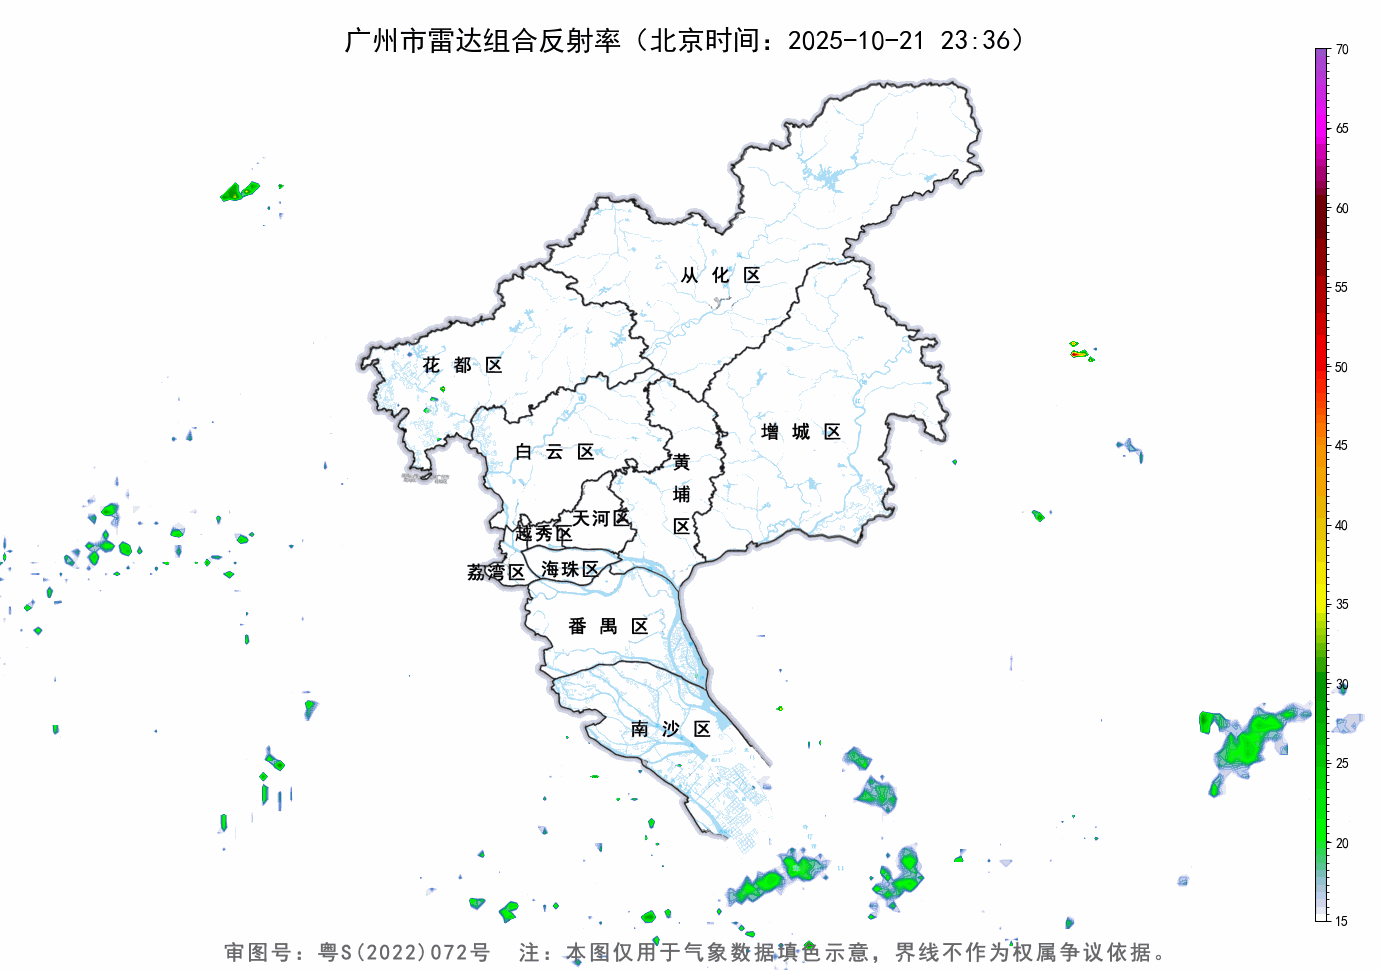 广州市雷达组合反射率（北京时间：2025-10-21 23:36）
70
65
60
55
50
45
40
35
30
25
20
15
从化区
花都区
增城区
白云区
黄埔区
天河区
越秀区
海珠区
荔湾区
番禺区
南沙区
审图号：粤S(2022)072号 注：本图仅用于气象数据填色示意，界线不作为权属争议依据。